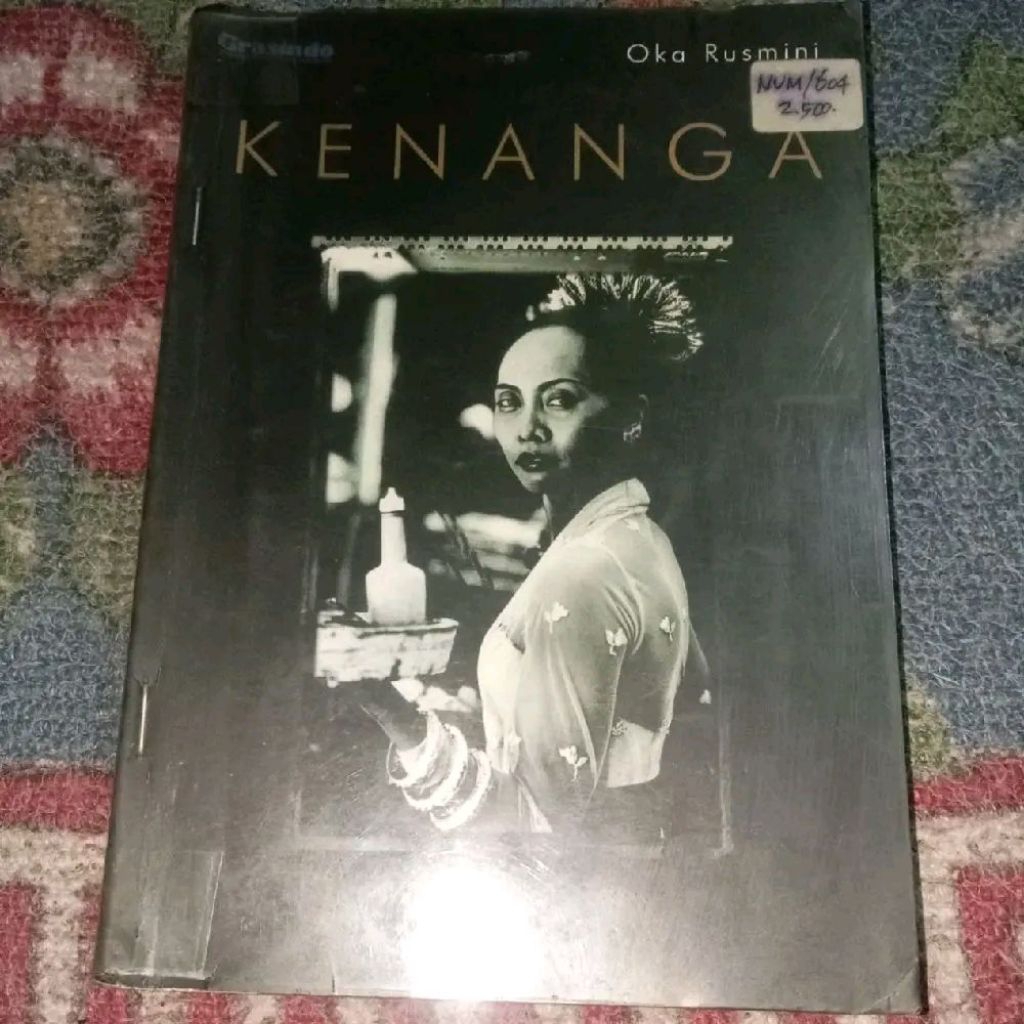 Grasindo
Oka Rusmini
NUM/604
2.500.
KENANGA